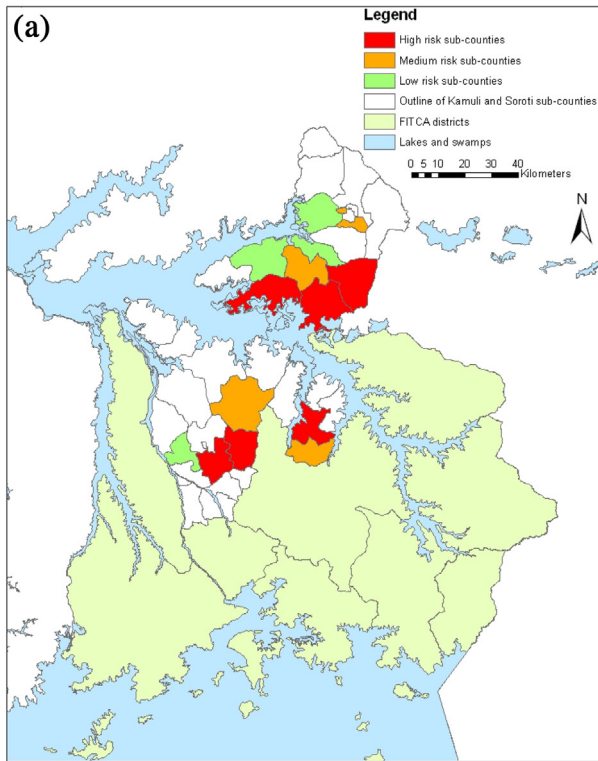 (a)
Legend
High risk sub-counties
Medium risk sub-counties
Low risk sub-counties
Outline of Kamuli and Soroti sub-counties
FITCA districts
Lakes and swamps
0 5 10 20 30 40
Kilometers
N